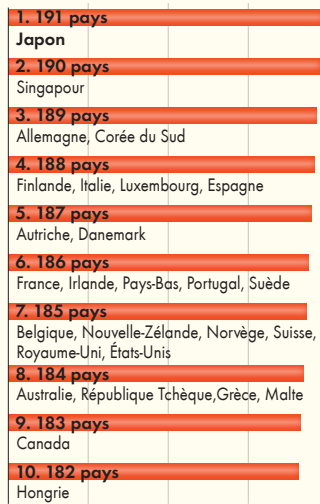 1. 191 pays
Japon
2. 190 pays
Singapour
3. 189 pays
Allemagne, Corée du Sud
4. 188 pays
Finlande, Italie, Luxembourg, Espagne
5. 187 pays
Autriche, Danemark
6. 186 pays
France, Irlande, Pays-Bas, Portugal, Suède
7. 185 pays
Belgique, Nouvelle-Zélande, Norvège, Suisse,
Royaume-Uni, États-Unis
8. 184 pays
Australie, République Tchèque,Grèce, Malte
9. 183 pays
Canada
10. 182 pays
Hongrie